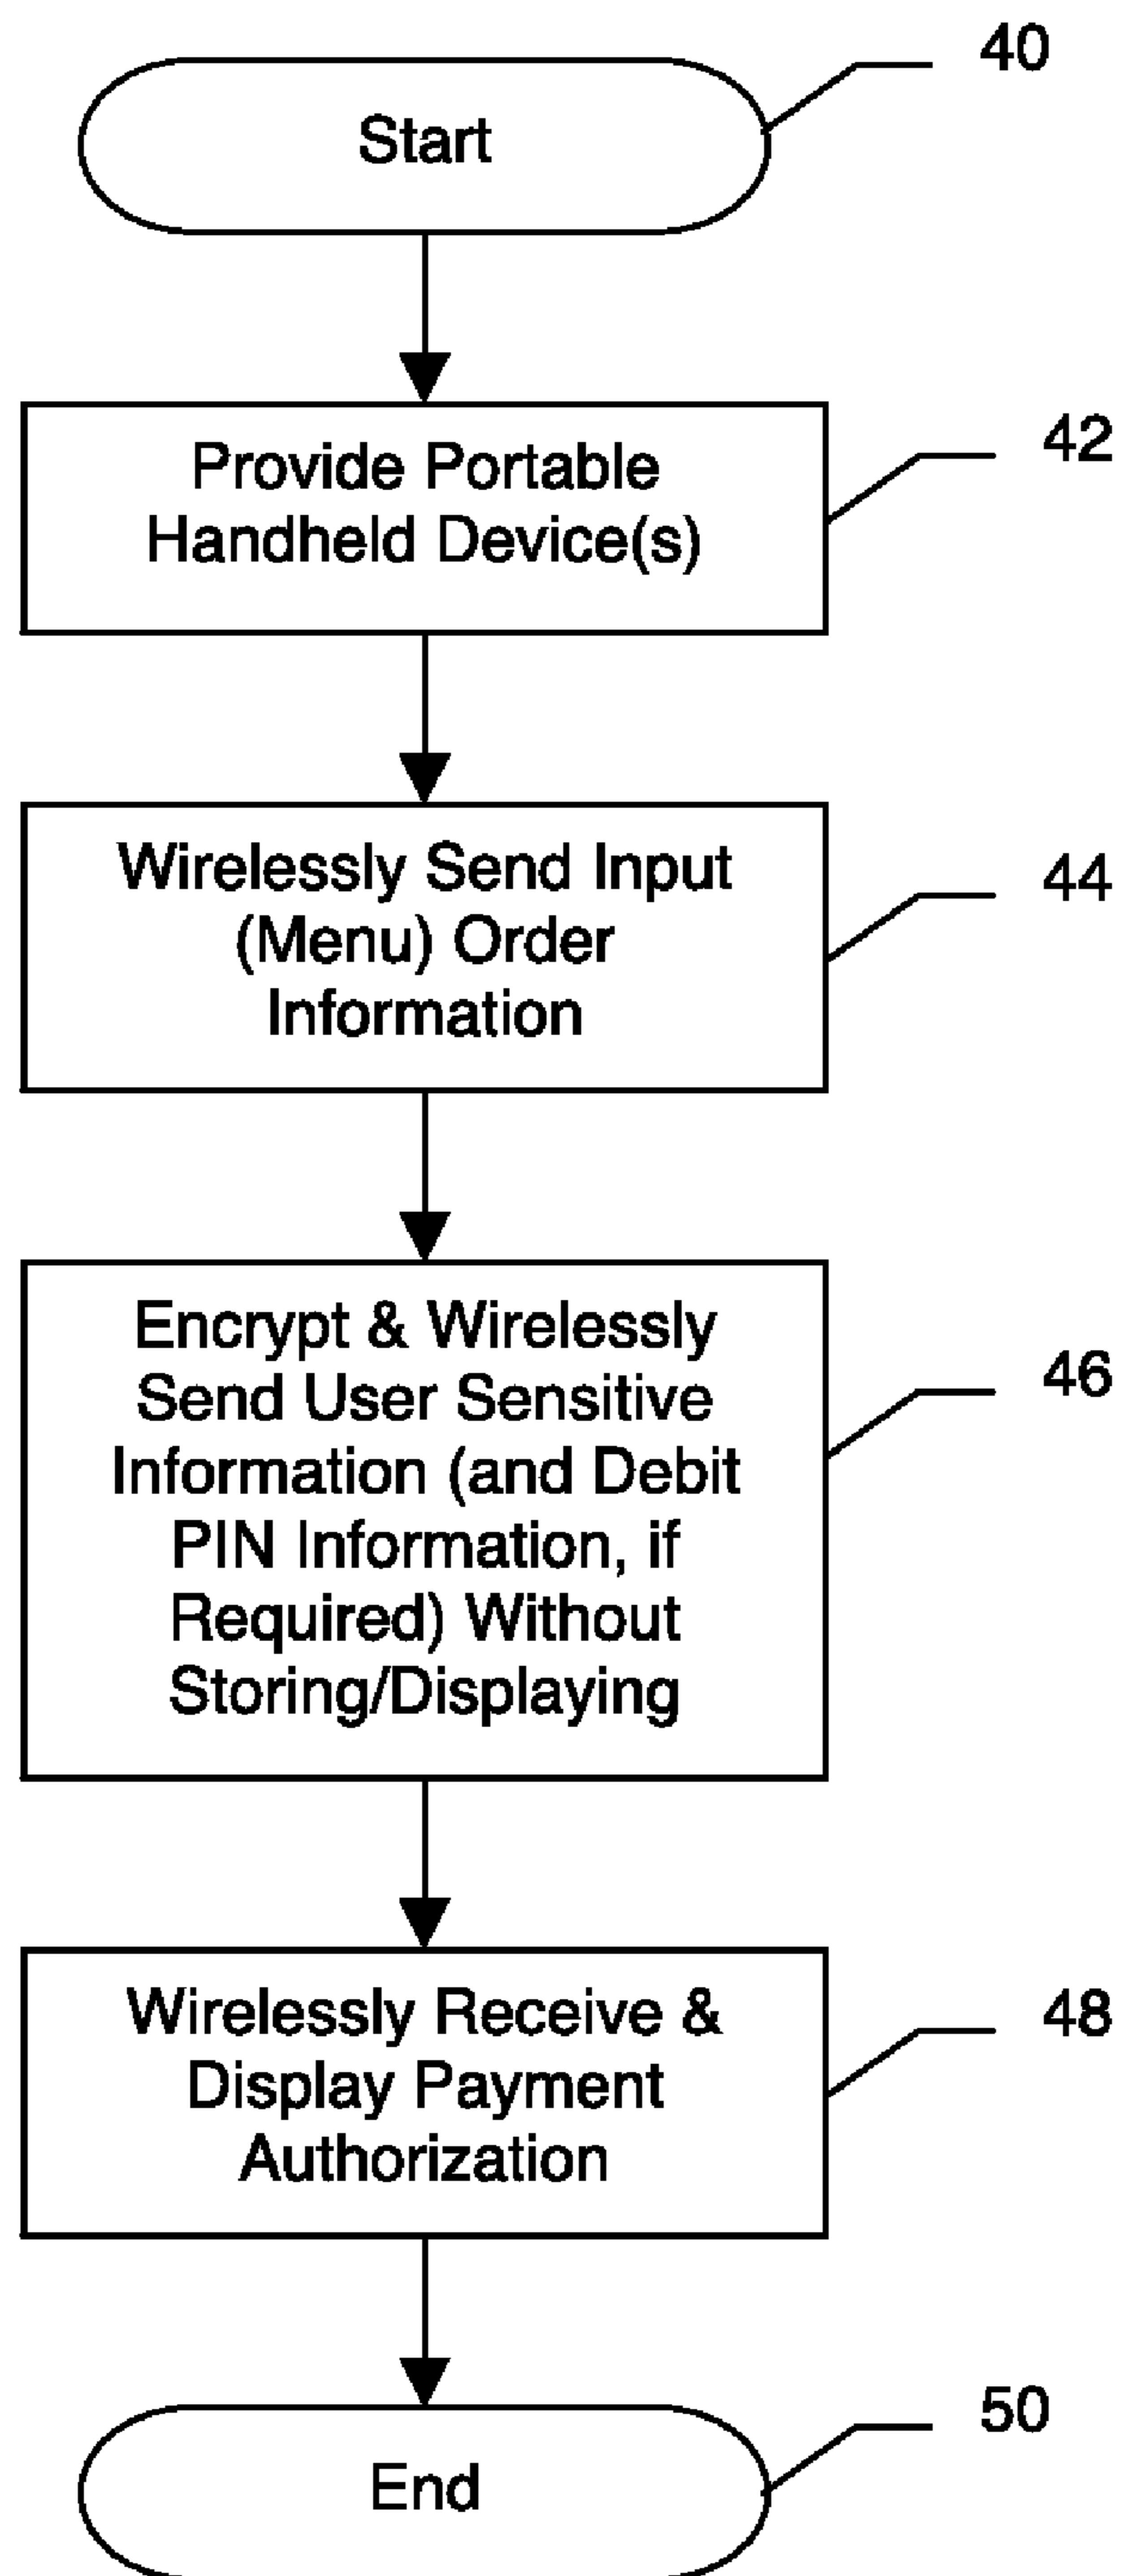 40
Start
42
Provide Portable
Handheld Device(s)
44
Wirelessly Send Input
(Menu) Order
Information
46
Encrypt & Wirelessly
Send User Sensitive
Information (and Debit
PIN Information, if
Required) Without
Storing/Displaying
48
Wirelessly Receive &
Display Payment
Authorization
50
End